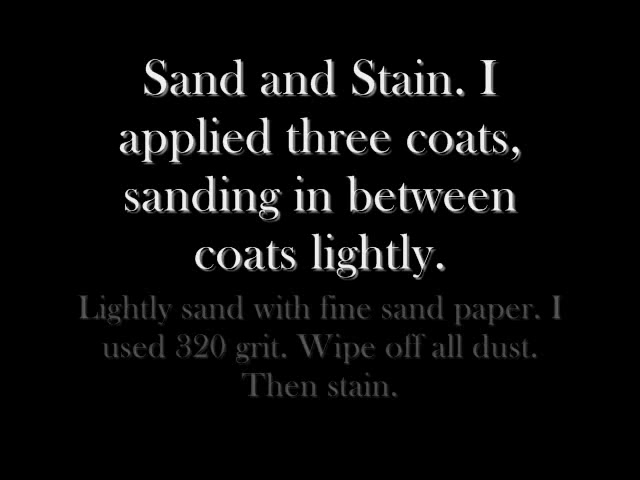 Sand and Stain. I
applied three coats,
sanding in between
coats lightly.
Lightly sand with fine sand paper. I
used 320 grit. Wipe off all dust.
Then stain.